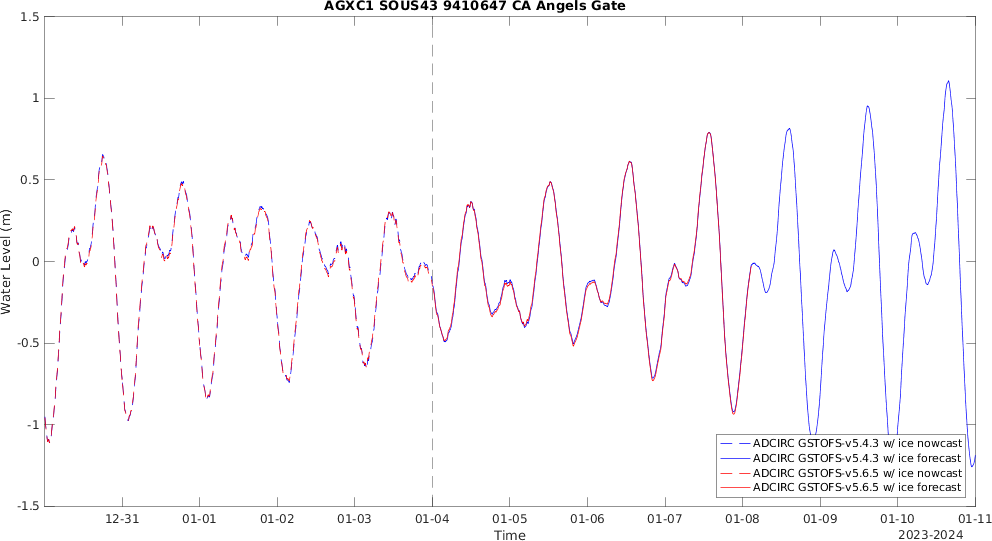 AGXC1 SOUS43 9410647 CA Angels Gate
1.5
1
0.5
0
-0.5
-1
-1.5
Water Level (m)
ADCIRC GSTOFS-v5.4.3 w/ ice nowcast
ADCIRC GSTOFS-v5.4.3 w/ ice forecast
ADCIRC GSTOFS-v5.6.5 w/ ice nowcast
ADCIRC GSTOFS-v5.6.5 w/ ice forecast
12-31 01-01 01-02 01-03 01-04 01-05 01-06 01-07 01-08 01-09 01-10 01-11
Time
2023-2024